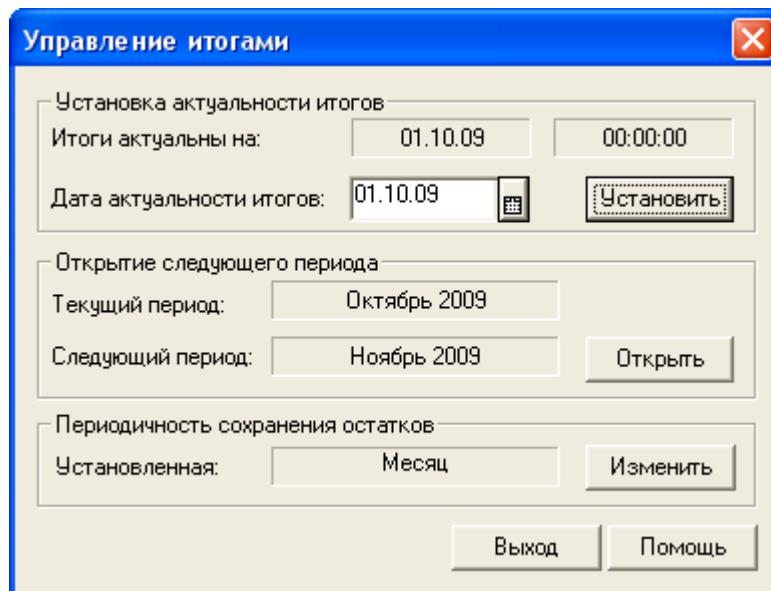 Управление итогами
Установка актуальности итогов
Итоги актуальны на: 01.10.09 00:00:00
Дата актуальности итогов: 01.10.09 Установить
Открытие следующего периода
Текущий период: Октябрь 2009
Следующий период: Ноябрь 2009 Открыть
Периодичность сохранения остатков
Установленная: Месяц Изменить
Выход Помощь